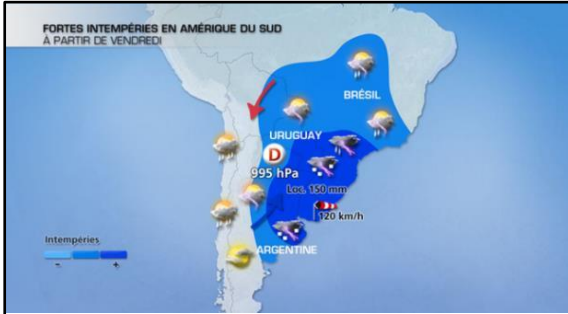 FORTES INTEMPÉRIES EN AMÉRIQUE DU SUD
À PARTIR DE VENDREDI
BRÉSIL
URUGUAY
D
995 hPa
Loc. 150 mm
120 km/h
ARGENTINE
Intempéries
- +